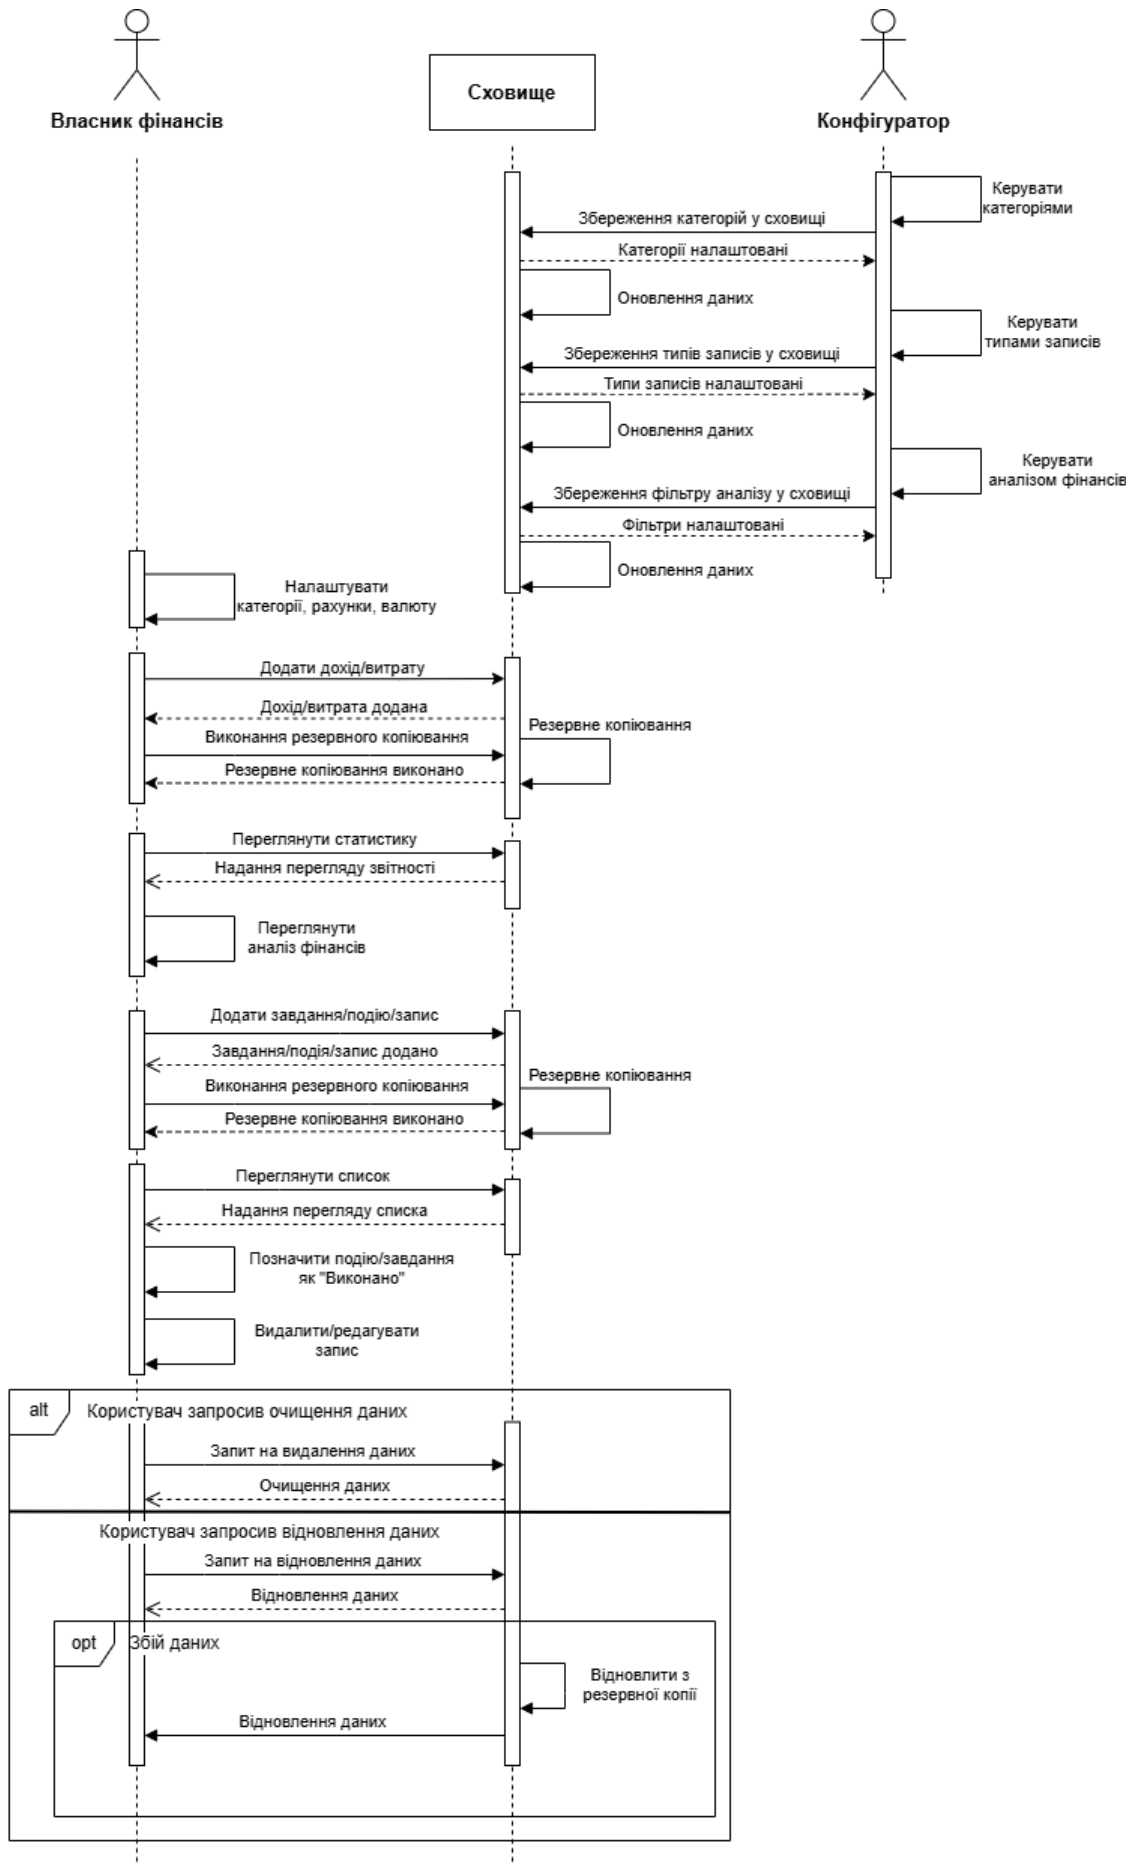 Власник фінансів
Сховище
Конфігуратор
Керувати
категоріями
Збереження категорій у сховищі
Категорії налаштовані
Оновлення даних
Керувати
типами записів
Збереження типів записів у сховищі
Типи записів налаштовані
Оновлення даних
Керувати
аналізом фінансів
Збереження фільтру аналізу у сховищі
Фільтри налаштовані
Оновлення даних
Налаштувати
категорії, рахунки, валюту
Додати дохід/витрату
Дохід/витрата додана
Резервне копіювання
Виконання резервного копіювання
Резервне копіювання виконано
Переглянути статистику
Надання перегляду звітності
Переглянути
аналіз фінансів
Додати завдання/подію/запис
Завдання/подія/запис додано
Резервне копіювання
Виконання резервного копіювання
Резервне копіювання виконано
Переглянути список
Надання перегляду списка
Позначити подію/завдання
як "Виконано"
Видалити/редагувати
запис
alt
Користувач запросив очищення даних
Запит на видалення даних
Очищення даних
Користувач запросив відновлення даних
Запит на відновлення даних
Відновлення даних
opt
Збій даних
Відновити з
резервної копії
Відновлення даних